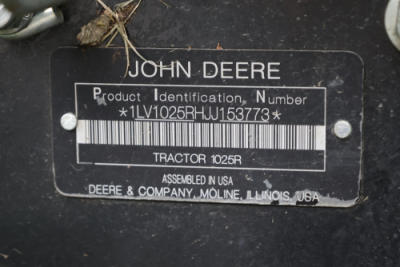 JOHN DEERE
Product Identification Number
*1LV1025RHJJ153773*
TRACTOR 1025R
ASSEMBLED IN USA
DEERE & COMPANY, MOLINE, ILLINOIS, USA